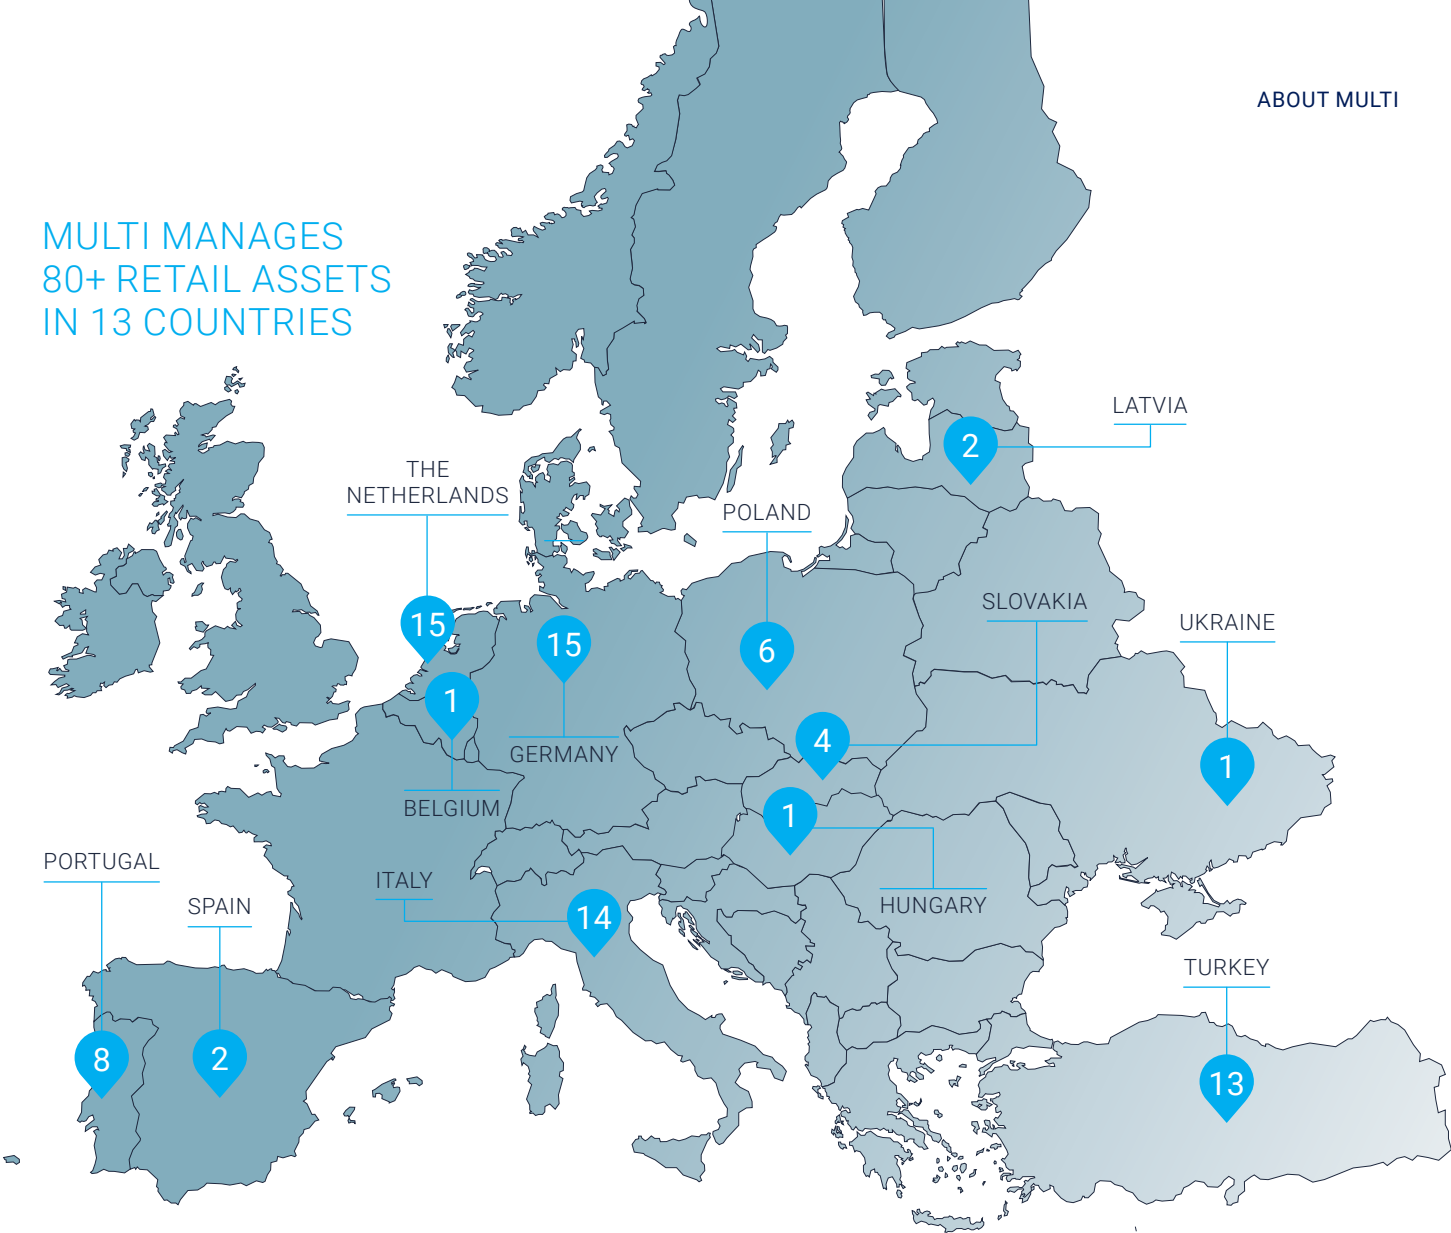 ABOUT MULTI
MULTI MANAGES
80+ RETAIL ASSETS
IN 13 COUNTRIES
LATVIA
2
THE
NETHERLANDS
15
POLAND
6
SLOVAKIA
4
UKRAINE
1
15
GERMANY
1
BELGIUM
1
HUNGARY
PORTUGAL
8
SPAIN
2
ITALY
14
TURKEY
13